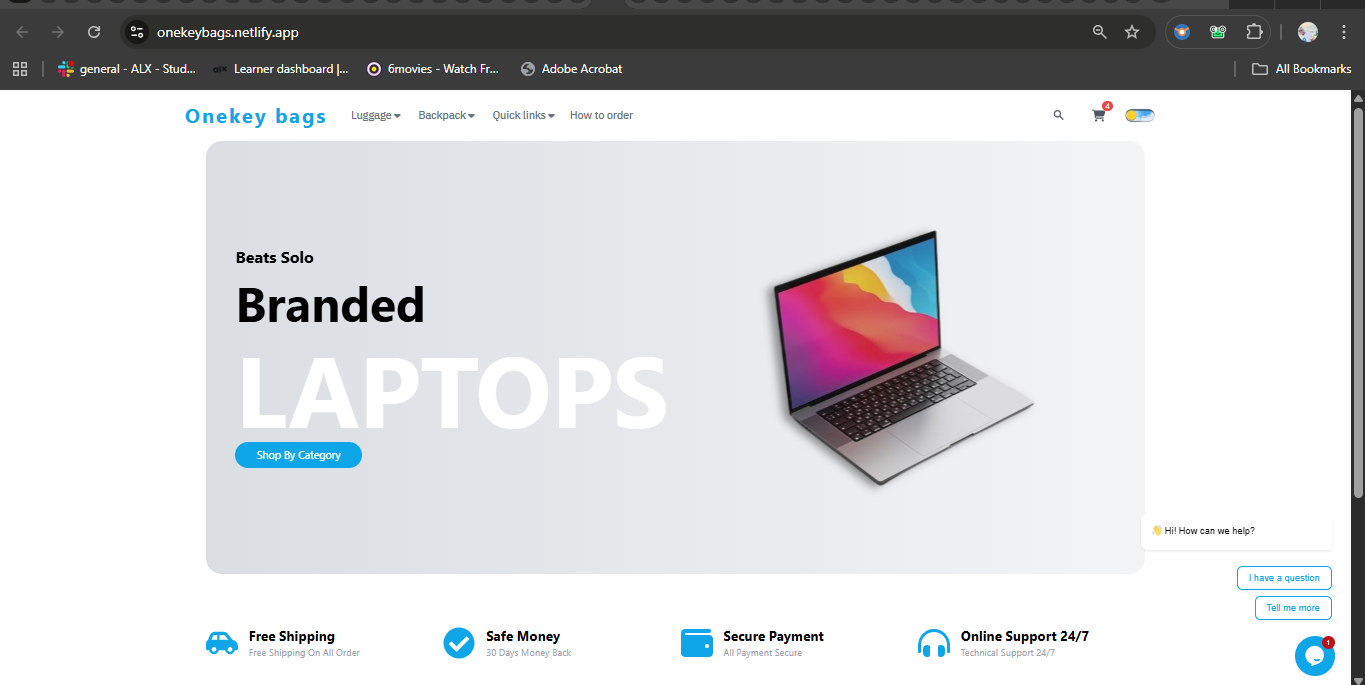 onekeybags.netlify.app
general - ALX - Stud...
alx Learner dashboard |...
6movies - Watch Fr...
Adobe Acrobat
All Bookmarks
Onekey bags
Luggage
Backpack
Quick links
How to order
4
Beats Solo
Branded
LAPTOPS
Shop By Category
👋 Hi! How can we help?
I have a question
Tell me more
1
Free Shipping
Free Shipping On All Order
Safe Money
30 Days Money Back
Secure Payment
All Payment Secure
Online Support 24/7
Technical Support 24/7